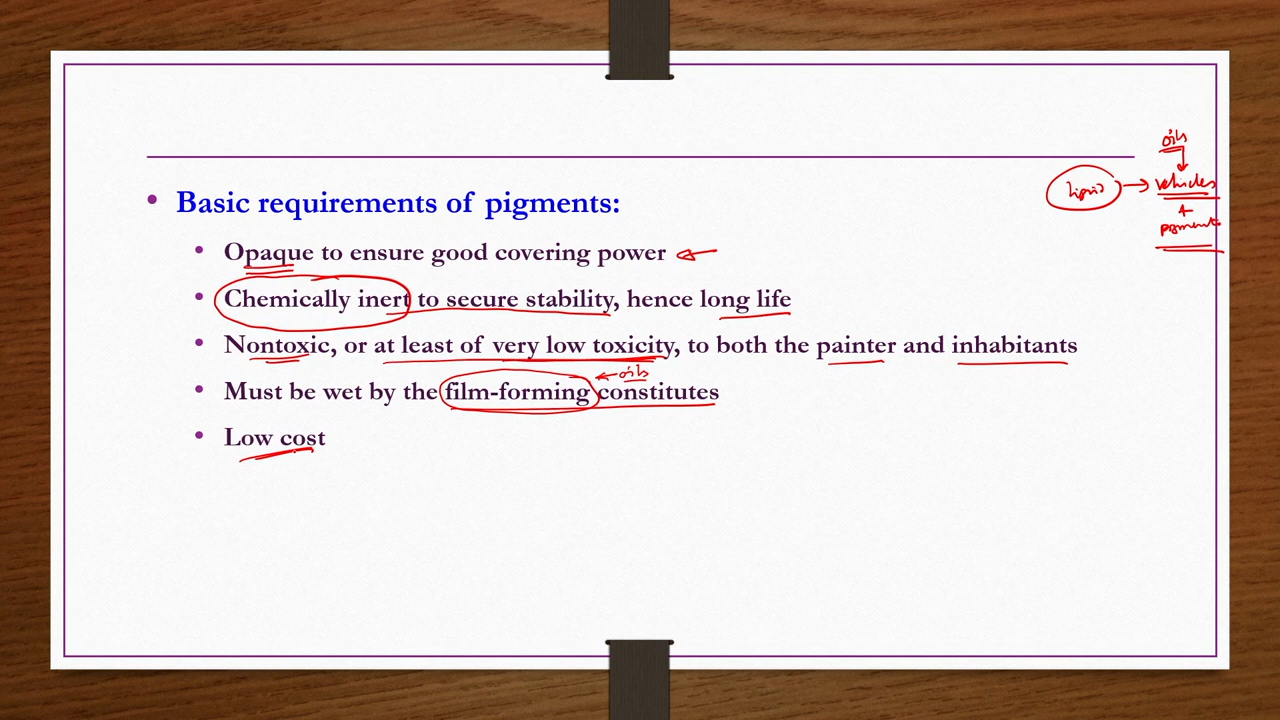 oils
liquid → vehicles
+
pigments
• Basic requirements of pigments:
• Opaque to ensure good covering power
• Chemically inert to secure stability, hence long life
• Nontoxic, or at least of very low toxicity, to both the painter and inhabitants
← oils
• Must be wet by the film-forming constitutes
• Low cost